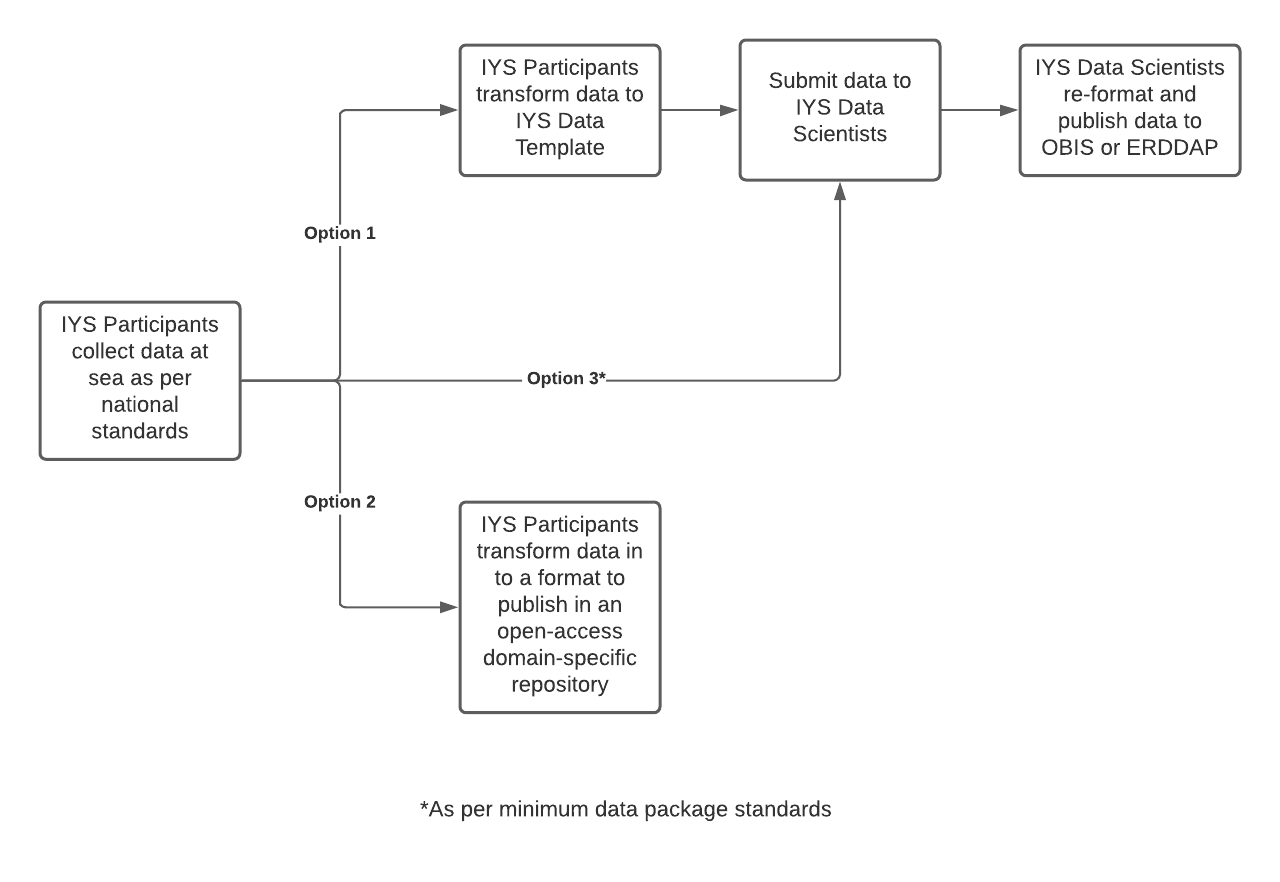 IYS Participants
transform data to
IYS Data
Template
Submit data to
IYS Data
Scientists
IYS Data Scientists
re-format and
publish data to
OBIS or ERDDAP
Option 1
IYS Participants
collect data at
sea as per
national
standards
Option 3*
Option 2
IYS Participants
transform data in
to a format to
publish in an
open-access
domain-specific
repository
*As per minimum data package standards